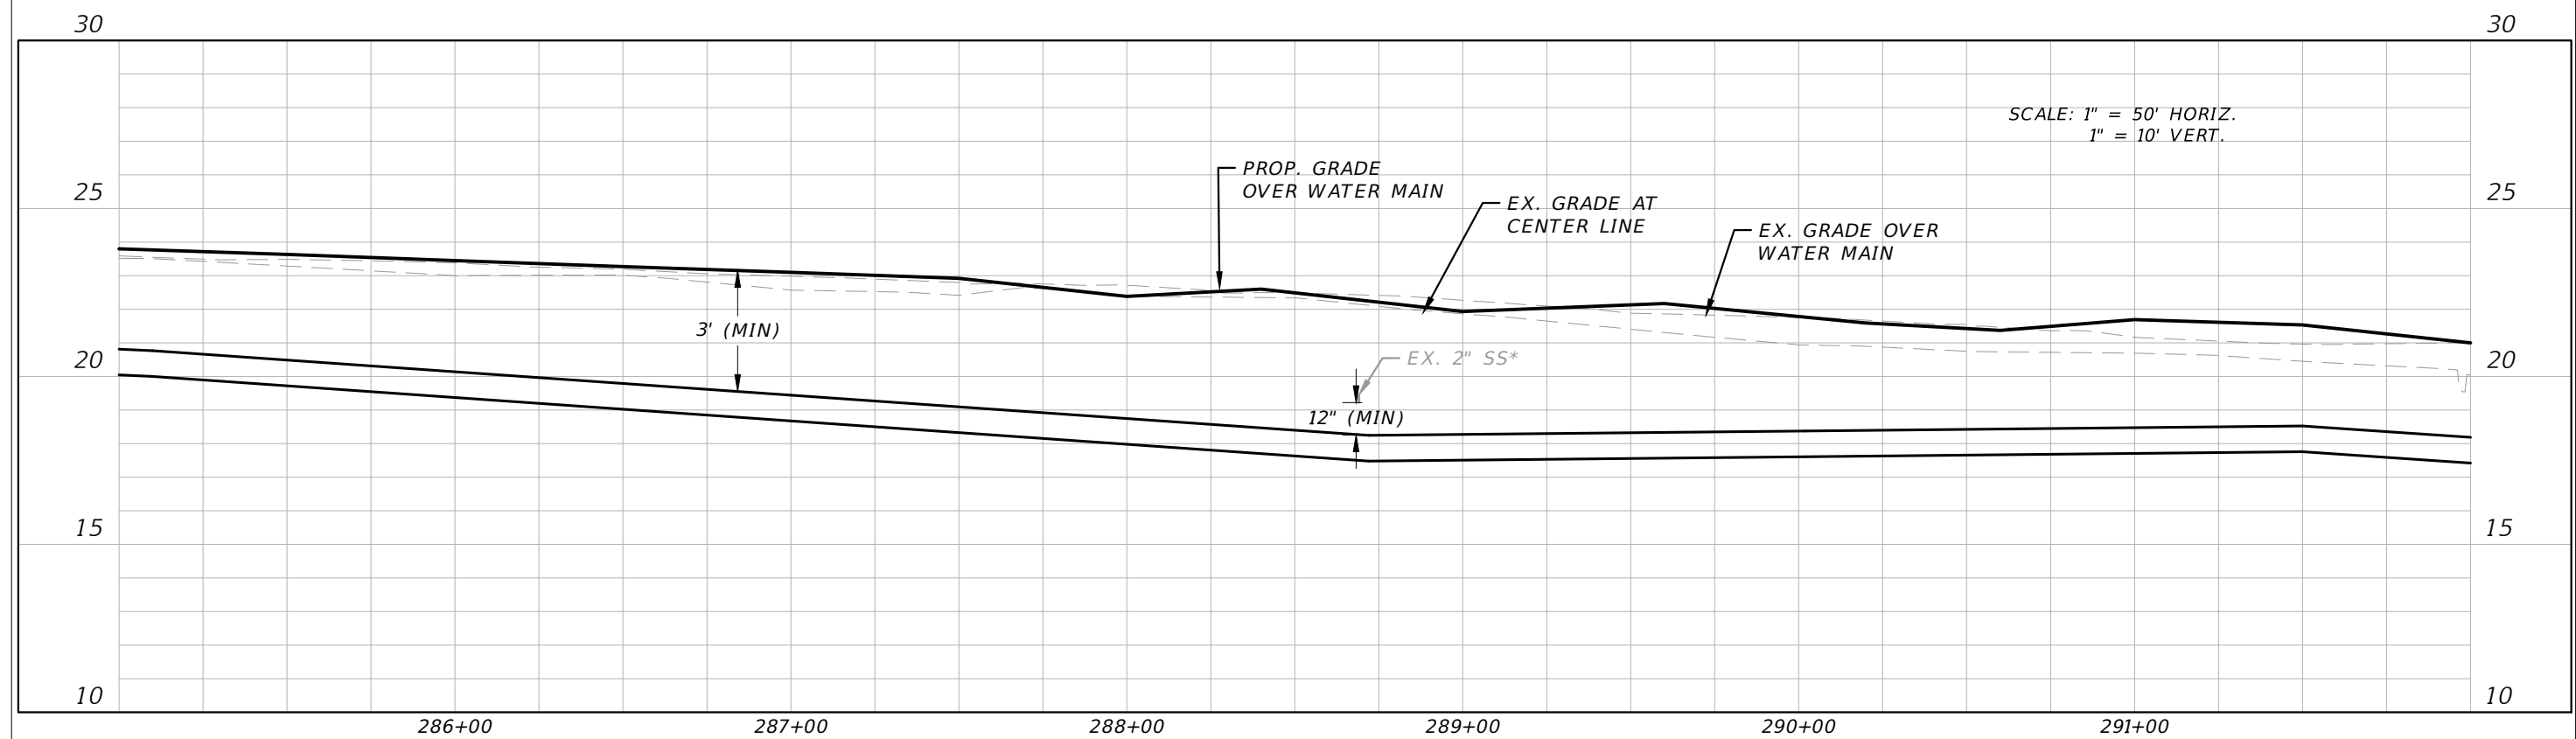 30
30
SCALE: 1" = 50' HORIZ.
1" = 10' VERT.
PROP. GRADE
OVER WATER MAIN
25
25
EX. GRADE AT
CENTER LINE
EX. GRADE OVER
WATER MAIN
3' (MIN)
20
EX. 2" SS*
20
12" (MIN)
15
15
10
10
286+00
287+00
288+00
289+00
290+00
291+00